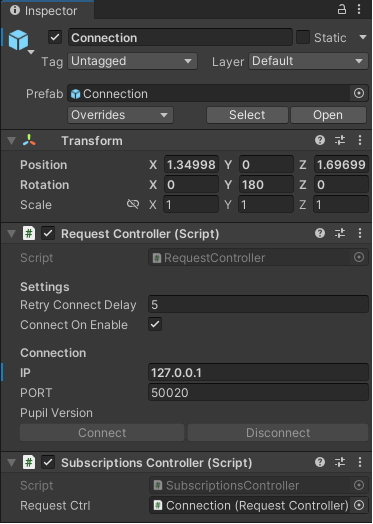 Inspector
Connection
Static
Tag Untagged Layer Default
Prefab Connection
Overrides Select Open
Transform
Position X 1.34998 Y 0 Z 1.69699
Rotation X 0 Y 180 Z 0
Scale X 1 Y 1 Z 1
# Request Controller (Script)
Script # RequestController
Settings
Retry Connect Delay 5
Connect On Enable
Connection
IP 127.0.0.1
PORT 50020
Pupil Version
Connect Disconnect
# Subscriptions Controller (Script)
Script # SubscriptionsController
Request Ctrl # Connection (Request Controller)